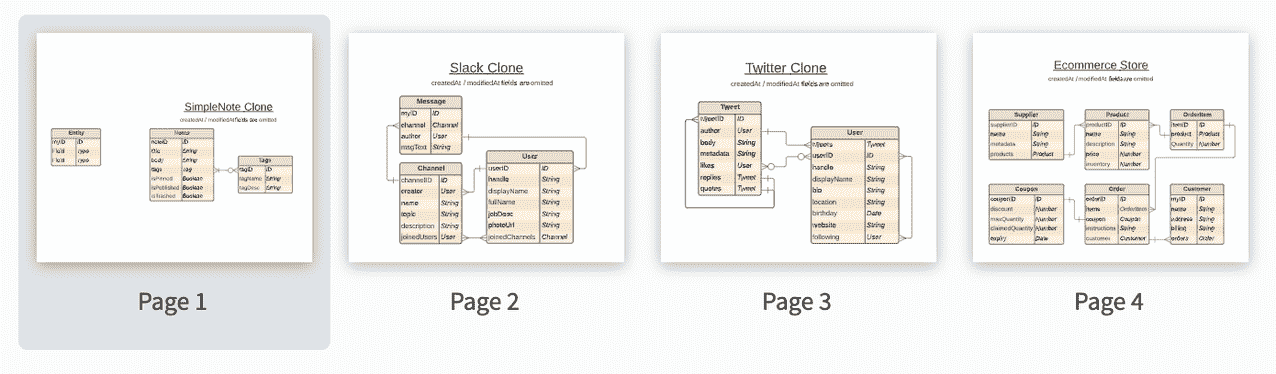 SimpleNote Clone
createdAt / modifiedAt fields are omitted
Entity
myID ID
Field Type
Field Type
Notes
noteID ID
title String
body String
tags Tag
isPinned Boolean
isPublished Boolean
isTrashed Boolean
Tags
tagID ID
tagName String
tagDesc String
Page 1
Slack Clone
createdAt / modifiedAt fields are omitted
Message
myID ID
channel Channel
author User
msgText String
Channel
channelID ID
creator User
name String
topic String
description String
joinedUsers User
User
userID ID
handle String
displayName String
fullName String
jobDesc String
photoUrl String
joinedChannels Channel
Page 2
Twitter Clone
createdAt / modifiedAt fields are omitted
Tweet
tweetID ID
author User
body String
metadata String
likes User
replies Tweet
quotes Tweet
User
tweets Tweet
userID ID
handle String
displayName String
bio String
location String
birthday Date
website String
following User
Page 3
Ecommerce Store
createdAt / modifiedAt fields are omitted
Supplier
supplierID ID
name String
metadata String
products Product
Product
productID ID
name String
description String
price Number
inventory Number
OrderItem
itemID ID
product Product
Quantity Number
Coupon
couponID ID
discount Number
maxQuantity Number
claimedQuantity Number
expiry Date
Order
orderID ID
items OrderItem
coupon Coupon
instructions String
customer Customer
Customer
myID ID
name String
address String
billing String
orders Order
Page 4